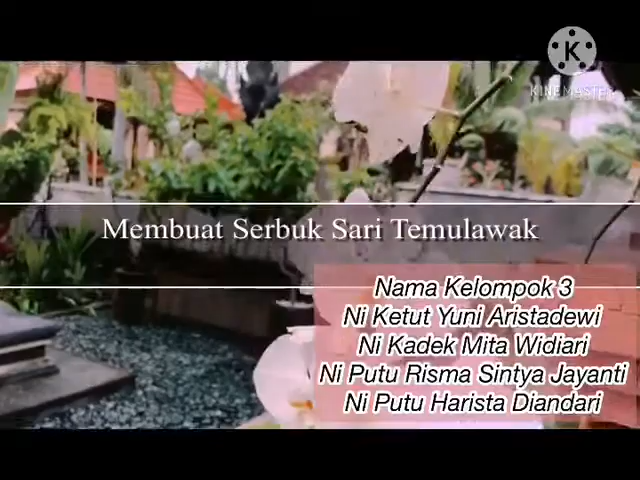 K
KINEMASTER
Membuat Serbuk Sari Temulawak
Nama Kelompok 3
Ni Ketut Yuni Aristadewi
Ni Kadek Mita Widiari
Ni Putu Risma Sintya Jayanti
Ni Putu Harista Diandari